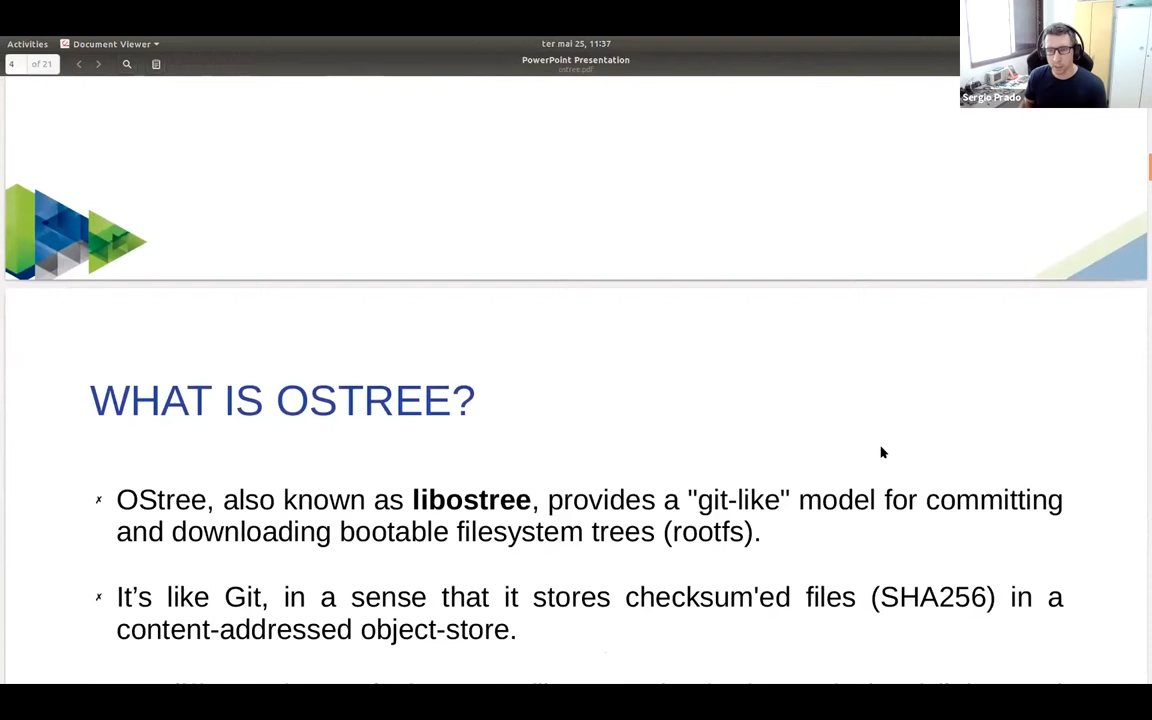 Activities
Document Viewer
ter mai 25, 11:37
4
of 21
PowerPoint Presentation
ostree.pdf
Sergio Prado
WHAT IS OSTREE?
✗ OStree, also known as libostree, provides a "git-like" model for committing
and downloading bootable filesystem trees (rootfs).
✗ It's like Git, in a sense that it stores checksum'ed files (SHA256) in a
content-addressed object-store.